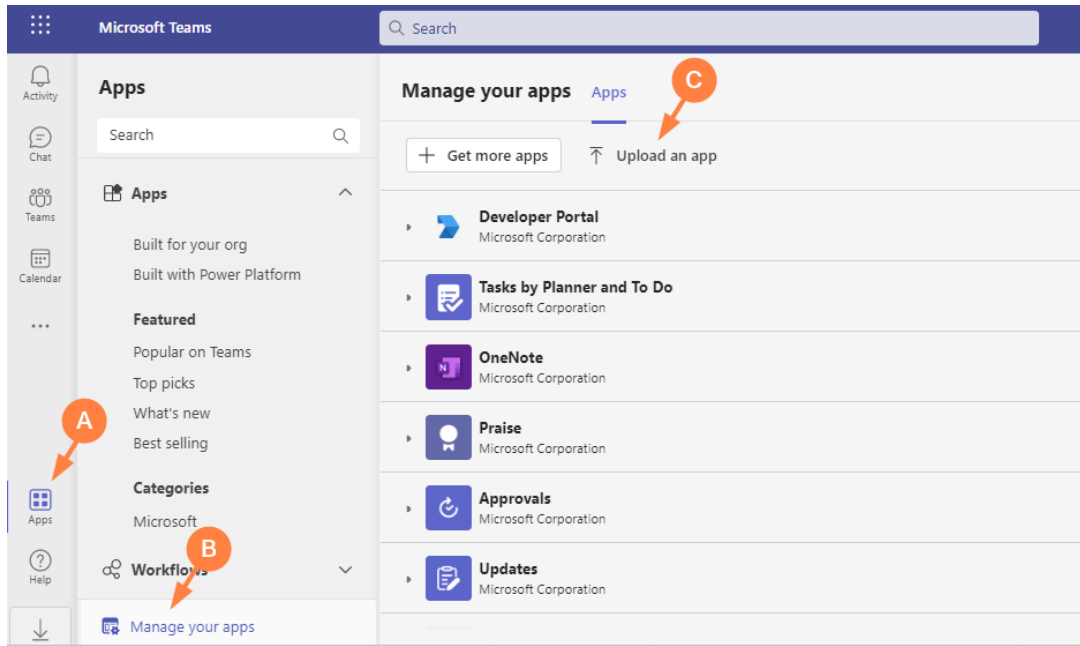 Microsoft Teams
Search
Activity
Chat
Teams
Calendar
Apps
Help
Apps
Search
Apps
Built for your org
Built with Power Platform
Featured
Popular on Teams
Top picks
What's new
Best selling
Categories
Microsoft
Workflows
Manage your apps
A
B
C
Manage your apps Apps
Get more apps Upload an app
Developer Portal
Microsoft Corporation
Tasks by Planner and To Do
Microsoft Corporation
N
OneNote
Microsoft Corporation
Praise
Microsoft Corporation
Approvals
Microsoft Corporation
Updates
Microsoft Corporation